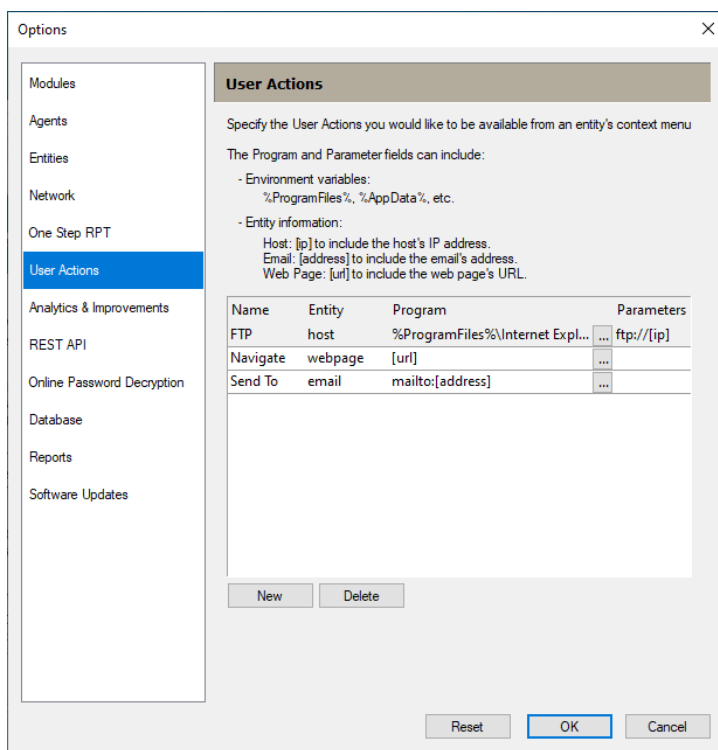 Options
Modules
Agents
Entities
Network
One Step RPT
User Actions
Analytics & Improvements
REST API
Online Password Decryption
Database
Reports
Software Updates
User Actions
Specify the User Actions you would like to be available from an entity's context menu
The Program and Parameter fields can include:
- Environment variables:
%ProgramFiles%, %AppData%, etc.
- Entity information:
Host: [ip] to include the host's IP address.
Email: [address] to include the email's address.
Web Page: [url] to include the web page's URL.
Name Entity Program Parameters
FTP host %ProgramFiles%\Internet Expl... ... ftp://[ip]
Navigate webpage [url] ...
Send To email mailto:[address] ...
New Delete
Reset OK Cancel